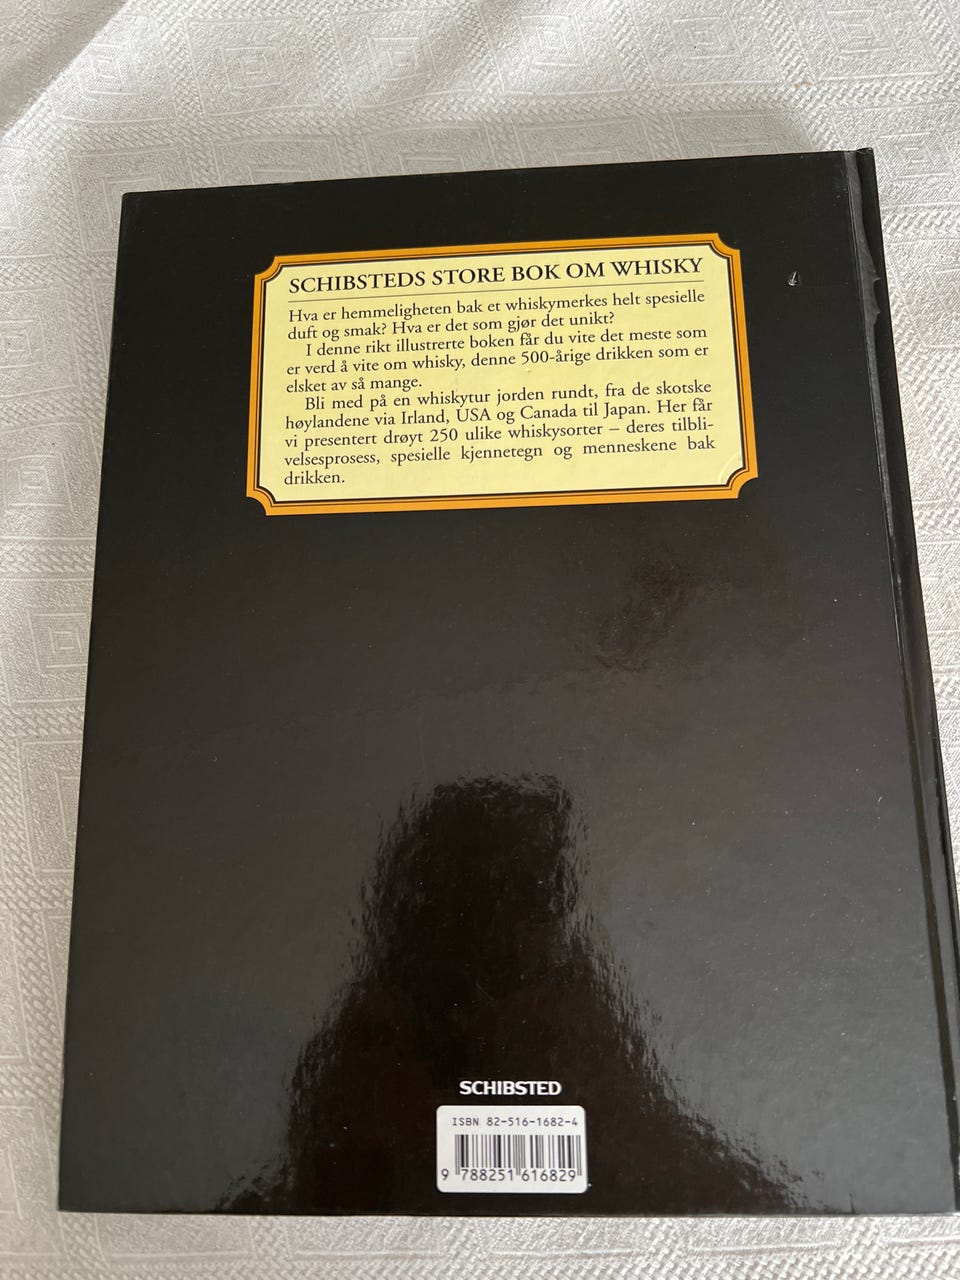 SCHIBSTEDS STORE BOK OM WHISKY
Hva er hemmeligheten bak et whiskymerkes helt spesielle
duft og smak? Hva er det som gjør det unikt?
I denne rikt illustrerte boken får du vite det meste som
er verd å vite om whisky, denne 500-årige drikken som er
elsket av så mange.
Bli med på en whiskytur jorden rundt, fra de skotske
høylandene via Irland, USA og Canada til Japan. Her får
vi presentert drøyt 250 ulike whiskysorter – deres tilbli-
velsesprosess, spesielle kjennetegn og menneskene bak
drikken.
SCHIBSTED
ISBN 82-516-1682-4
9 788251 616829